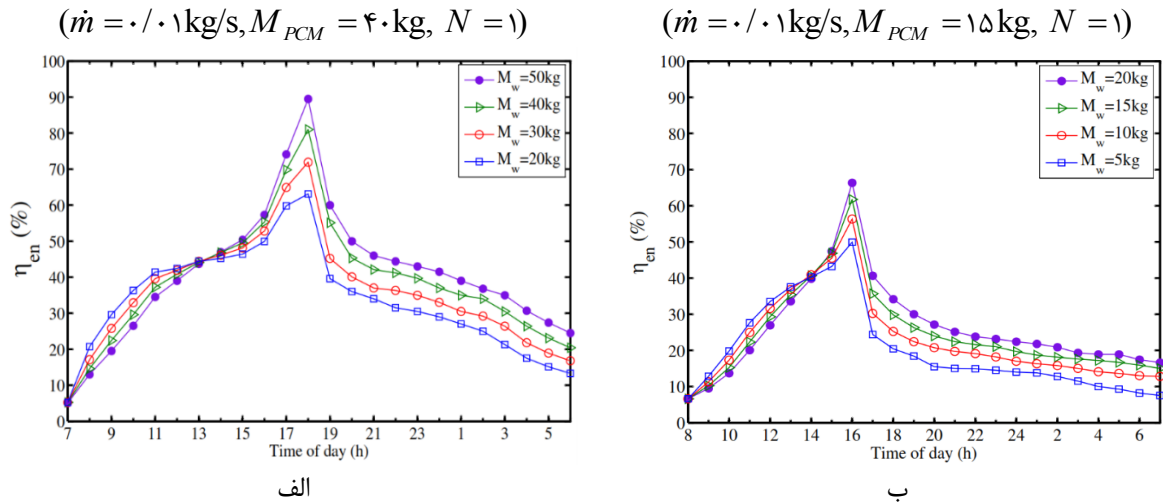 (ṁ = ۰/۰۱kg/s, M_PCM = ۴۰kg, N = ۱)
η_en (%)
100
90
80
70
60
50
40
30
20
10
0
M_w=50kg
M_w=40kg
M_w=30kg
M_w=20kg
7 9 11 13 15 17 19 21 23 1 3 5
Time of day (h)
الف
(ṁ = ۰/۰۱kg/s, M_PCM = ۱۵kg, N = ۱)
η_en (%)
100
90
80
70
60
50
40
30
20
10
0
M_w=20kg
M_w=15kg
M_w=10kg
M_w=5kg
8 10 12 14 16 18 20 22 24 2 4 6
Time of day (h)
ب